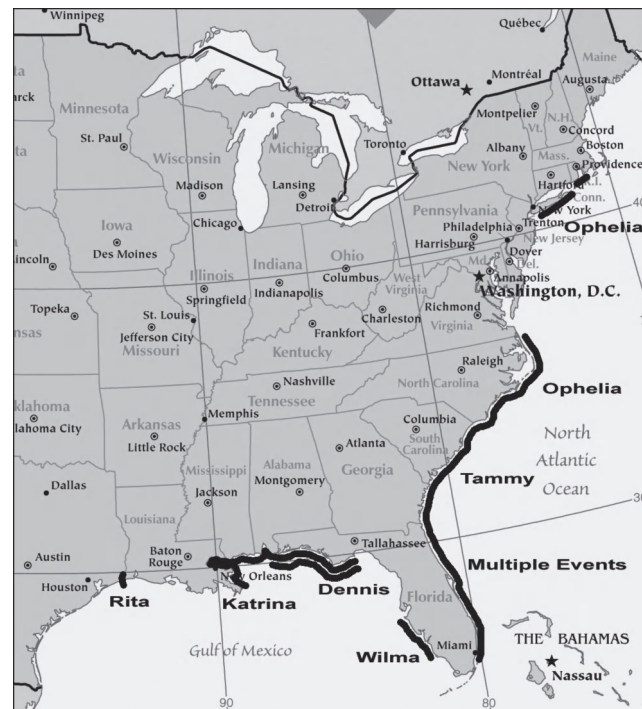 Winnipeg
Québec
Maine
Ottawa
Montréal
Augusta
arck
Minnesota
Montpelier
N.H.
Vt.
Concord
St. Paul
Toronto
Albany
Boston
Wisconsin
Michigan
Mass.
Providence
New York
Madison
Lansing
Hartford
R.I.
Detroit
Conn.
Iowa
Chicago
Pennsylvania
New York
40
Des Moines
Philadelphia
Trenton
Ophelia
Lincoln
Harrisburg
New Jersey
Illinois
Indiana
Ohio
Dover
Md.
Del.
Columbus
West
Virginia
Annapolis
Springfield
Indianapolis
Washington, D.C.
Topeka
St. Louis
Charleston
Richmond
nsas
Jefferson City
Frankfort
Virginia
Missouri
Kentucky
Raleigh
Nashville
Ophelia
klahoma
Tennessee
North Carolina
lahoma City
Memphis
Arkansas
Columbia
North
Little Rock
Atlanta
South
Carolina
Atlantic
Mississippi
Alabama
Georgia
Tammy
Ocean
Dallas
Montgomery
Jackson
30
Louisiana
Tallahassee
Austin
Baton
Rouge
Multiple Events
Houston
New Orleans
Dennis
Florida
Rita
Katrina
THE BAHAMAS
Gulf of Mexico
Wilma
Miami
Nassau
90
80